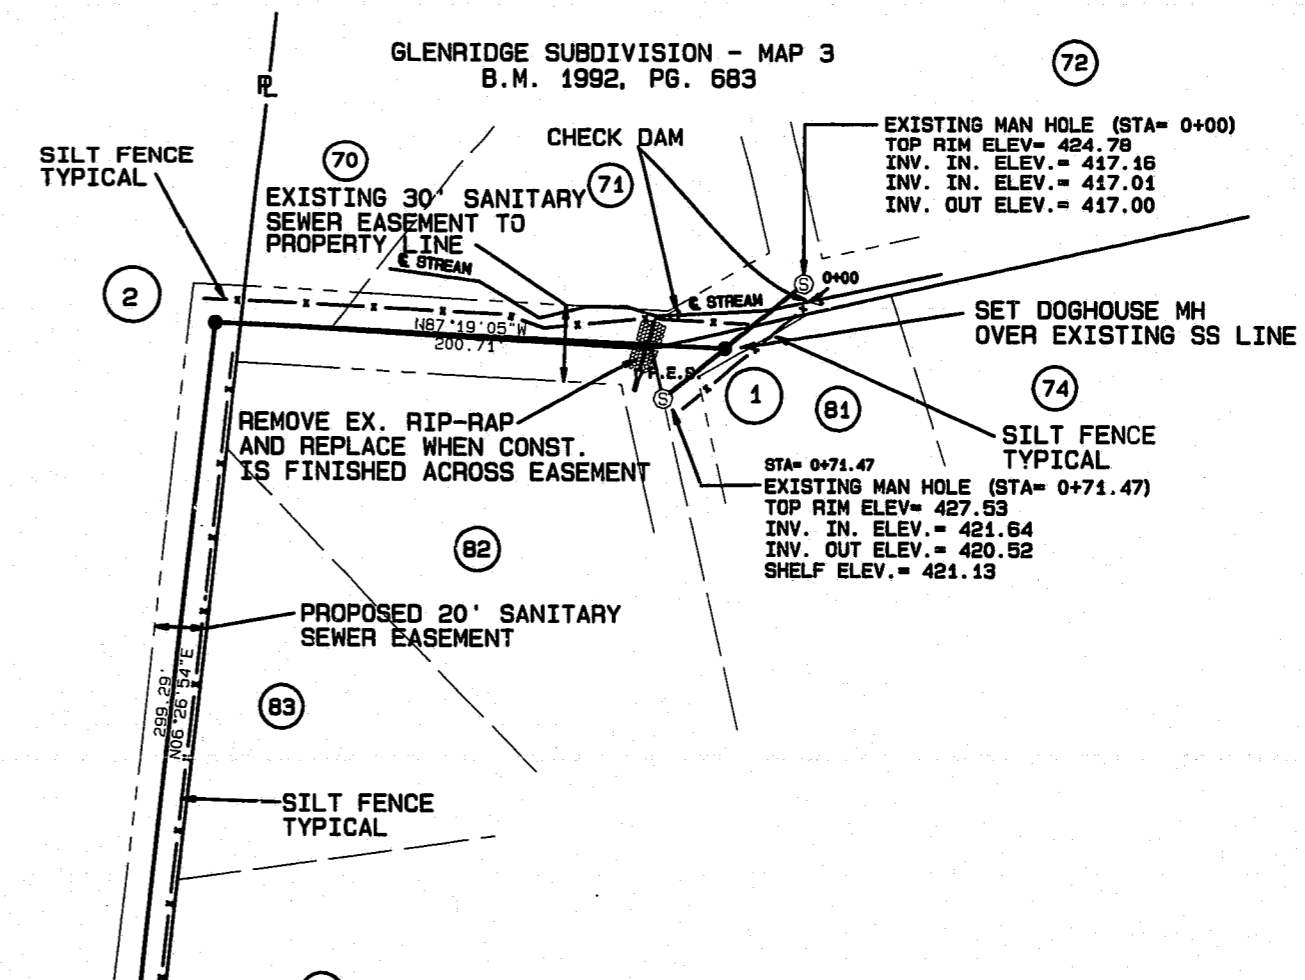 GLENRIDGE SUBDIVISION - MAP 3
B.M. 1992, PG. 683
72
PL
EXISTING MAN HOLE (STA= 0+00)
TOP RIM ELEV= 424.78
INV. IN. ELEV.= 417.16
INV. IN. ELEV.= 417.01
INV. OUT ELEV.= 417.00
CHECK DAM
SILT FENCE
TYPICAL
70
71
EXISTING 30' SANITARY
SEWER EASEMENT TO
PROPERTY LINE
℄ STREAM
S
0+00
2
℄ STREAM
SET DOGHOUSE MH
OVER EXISTING SS LINE
N87°19'05"W
200.71'
F.E.S.
S
1
81
74
REMOVE EX. RIP-RAP
AND REPLACE WHEN CONST.
IS FINISHED ACROSS EASEMENT
SILT FENCE
TYPICAL
STA= 0+71.47
EXISTING MAN HOLE (STA= 0+71.47)
TOP RIM ELEV= 427.53
INV. IN. ELEV.= 421.64
INV. OUT ELEV.= 420.52
SHELF ELEV.= 421.13
82
PROPOSED 20' SANITARY
SEWER EASEMENT
299.29'
N06°26'54"E
83
SILT FENCE
TYPICAL